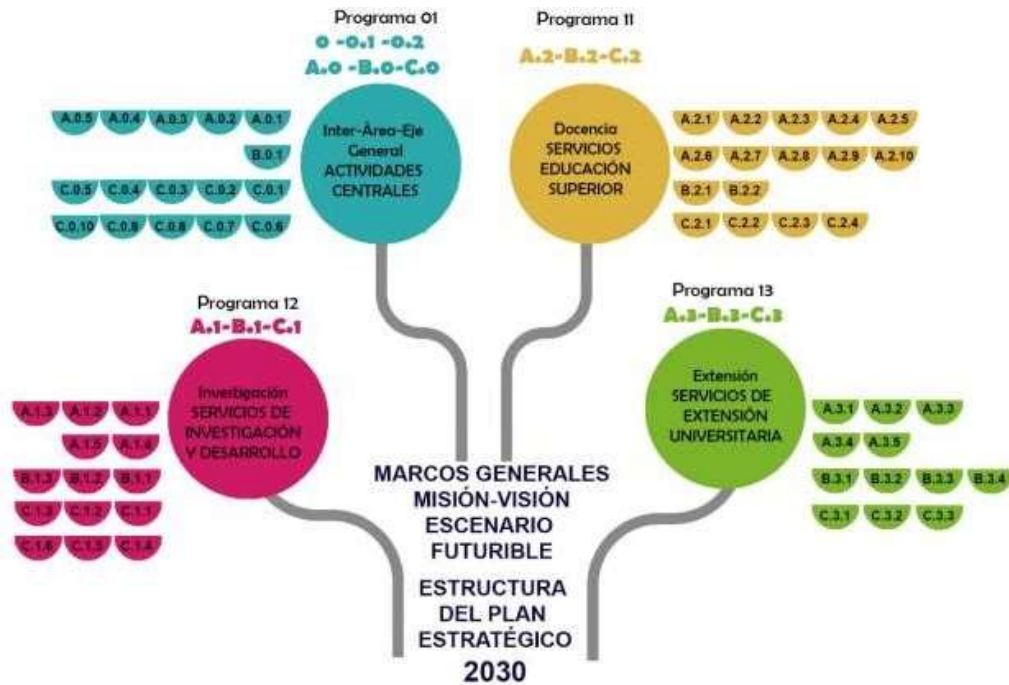 Programa 01
0 -0.1 -0.2
A.0 -B.0-C.0
A.0.5 A.0.4 A.0.3 A.0.2 A.0.1
B.0.1
C.0.5 C.0.4 C.0.3 C.0.2 C.0.1
C.0.10 C.0.7 C.0.6
Inter-Área-Eje
General
ACTIVIDADES
CENTRALES
Programa 11
A.2-B.2-C.2
Docencia
SERVICIOS
EDUCACIÓN
SUPERIOR
A.2.1 A.2.2 A.2.3 A.2.4 A.2.5
A.2.6 A.2.7 A.2.8 A.2.9 A.2.10
B.2.1 B.2.2
C.2.1 C.2.2 C.2.3 C.2.4
Programa 12
A.1-B.1-C.1
Investigación
SERVICIOS DE
INVESTIGACIÓN
Y DESARROLLO
A.1.3 A.1.2 A.1.1
A.1.5 A.1.4
B.1.3 B.1.2 B.1.1
C.1.3 C.1.2 C.1.1
C.1.6 C.1.5 C.1.4
Programa 13
A.3-B.3-C.3
Extensión
SERVICIOS DE
EXTENSIÓN
UNIVERSITARIA
A.3.1 A.3.2 A.3.3
A.3.4 A.3.5
B.3.1 B.3.2 B.3.3 B.3.4
C.3.1 C.3.2 C.3.3
MARCOS GENERALES
MISIÓN-VISIÓN
ESCENARIO
FUTURIBLE
ESTRUCTURA
DEL PLAN
ESTRATÉGICO
2030